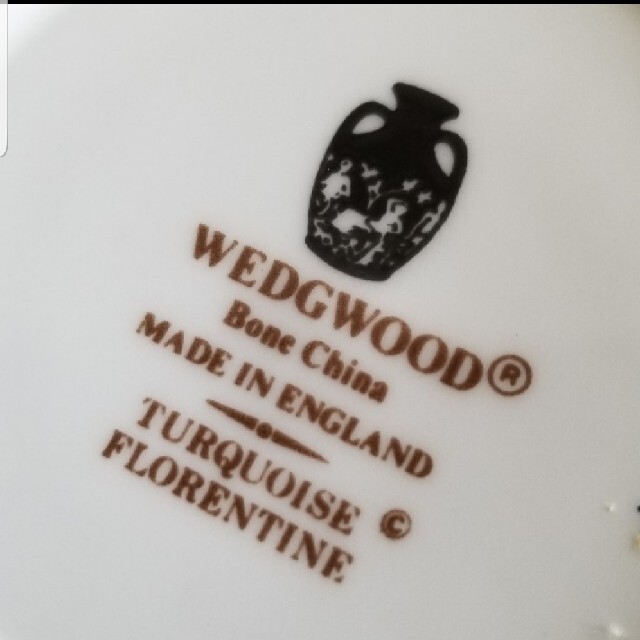 WEDGWOOD®
Bone China
MADE IN ENGLAND
TURQUOISE ©
FLORENTINE